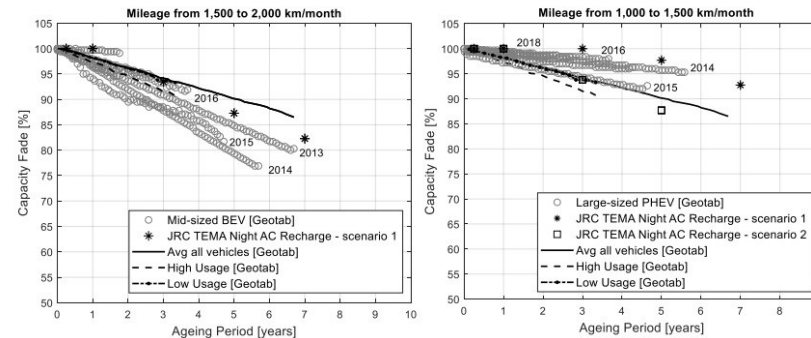 Mileage from 1,500 to 2,000 km/month
105
100
95
90
85
80
75
70
65
60
55
50
Capacity Fade [%]
2016
2015
2013
2014
Mid-sized BEV [Geotab]
JRC TEMA Night AC Recharge - scenario 1
Avg all vehicles [Geotab]
High Usage [Geotab]
Low Usage [Geotab]
0 1 2 3 4 5 6 7 8 9 10
Ageing Period [years]
Mileage from 1,000 to 1,500 km/month
105
100
95
90
85
80
75
70
65
60
55
50
Capacity Fade [%]
2018
2016
2014
2015
Large-sized PHEV [Geotab]
JRC TEMA Night AC Recharge - scenario 1
JRC TEMA Night AC Recharge - scenario 2
Avg all vehicles [Geotab]
High Usage [Geotab]
Low Usage [Geotab]
0 1 2 3 4 5 6 7 8
Ageing Period [years]